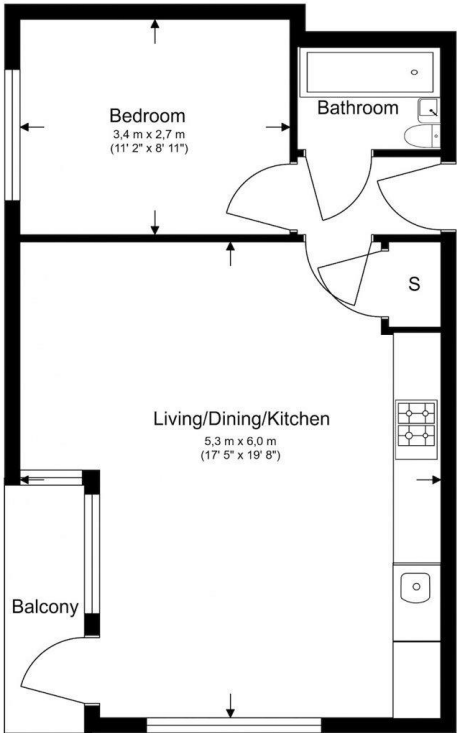 Bedroom
3,4 m x 2,7 m
(11' 2" x 8' 11")
Bathroom
S
Living/Dining/Kitchen
5,3 m x 6,0 m
(17' 5" x 19' 8")
Balcony